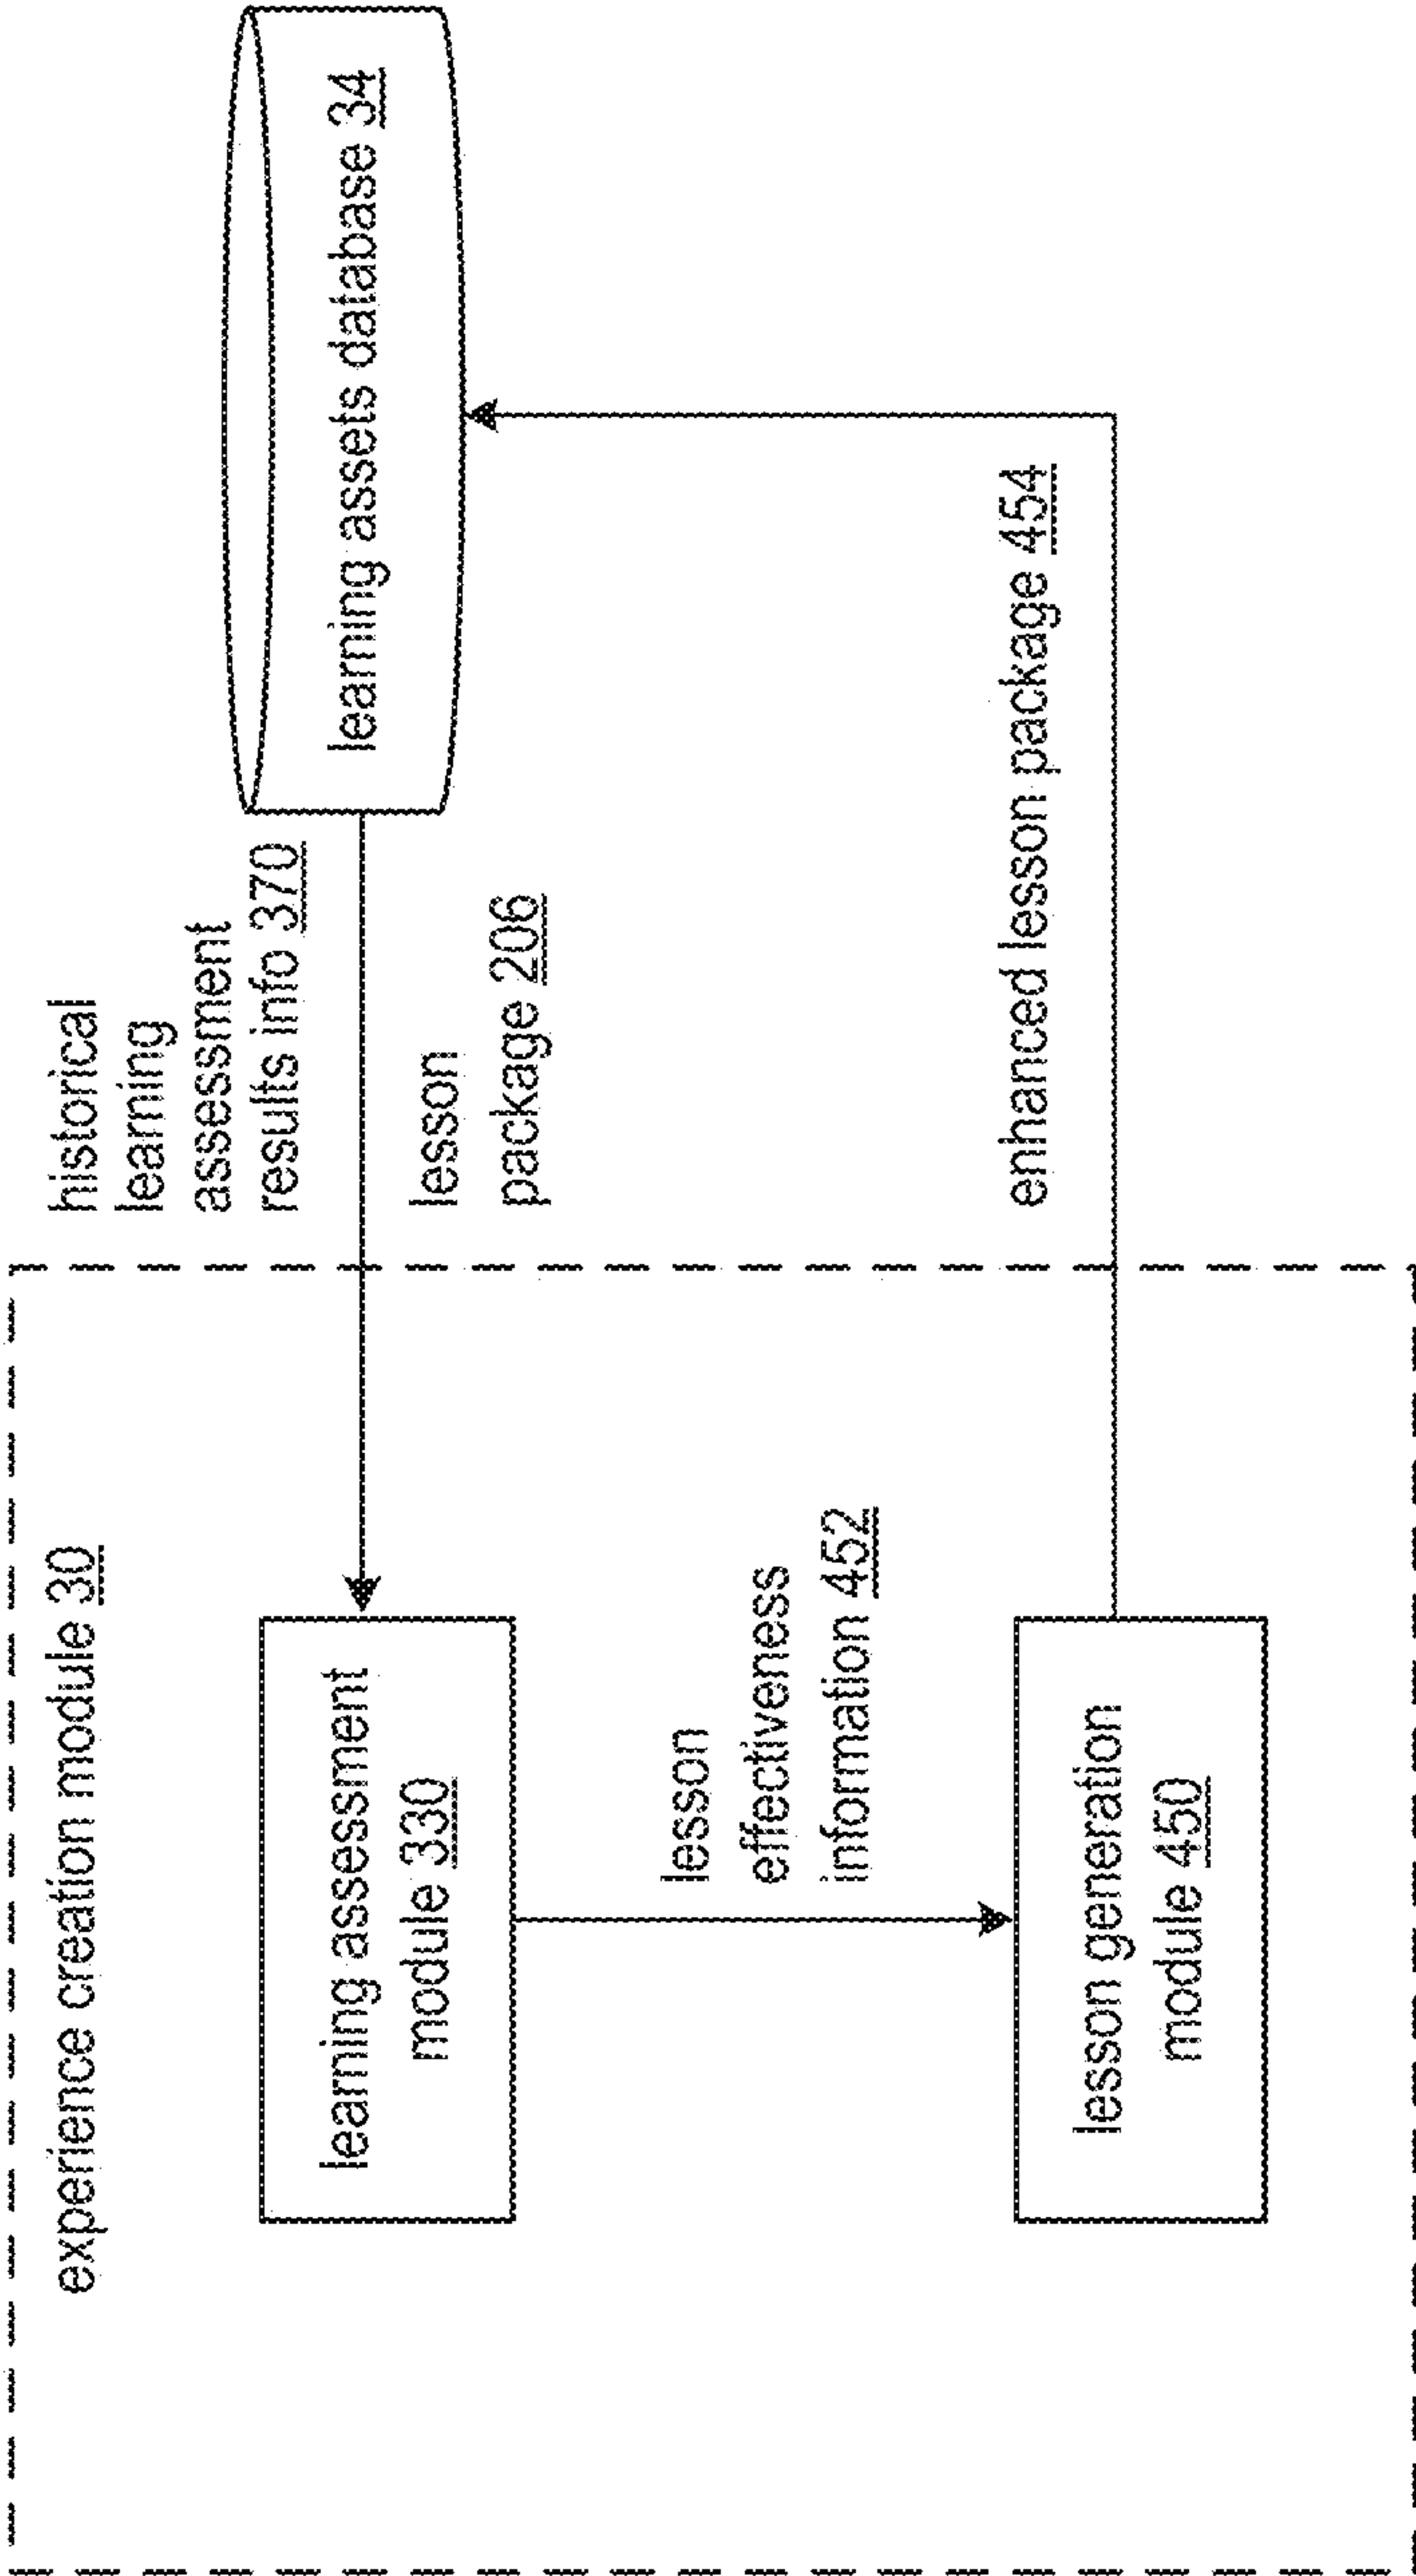 experience creation module 30
learning assessment
module 330
lesson
effectiveness
information 452
lesson generation
module 450
historical
learning
assessment
results info 370
lesson
package 206
learning assets database 34
enhanced lesson package 454